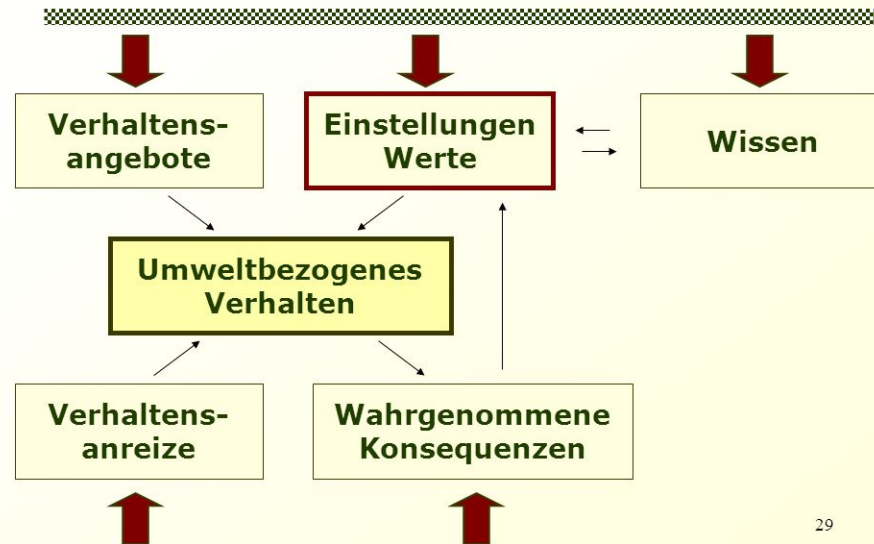 Verhaltens-
angebote
Einstellungen
Werte
Wissen
Umweltbezogenes
Verhalten
Verhaltens-
anreize
Wahrgenommene
Konsequenzen
29